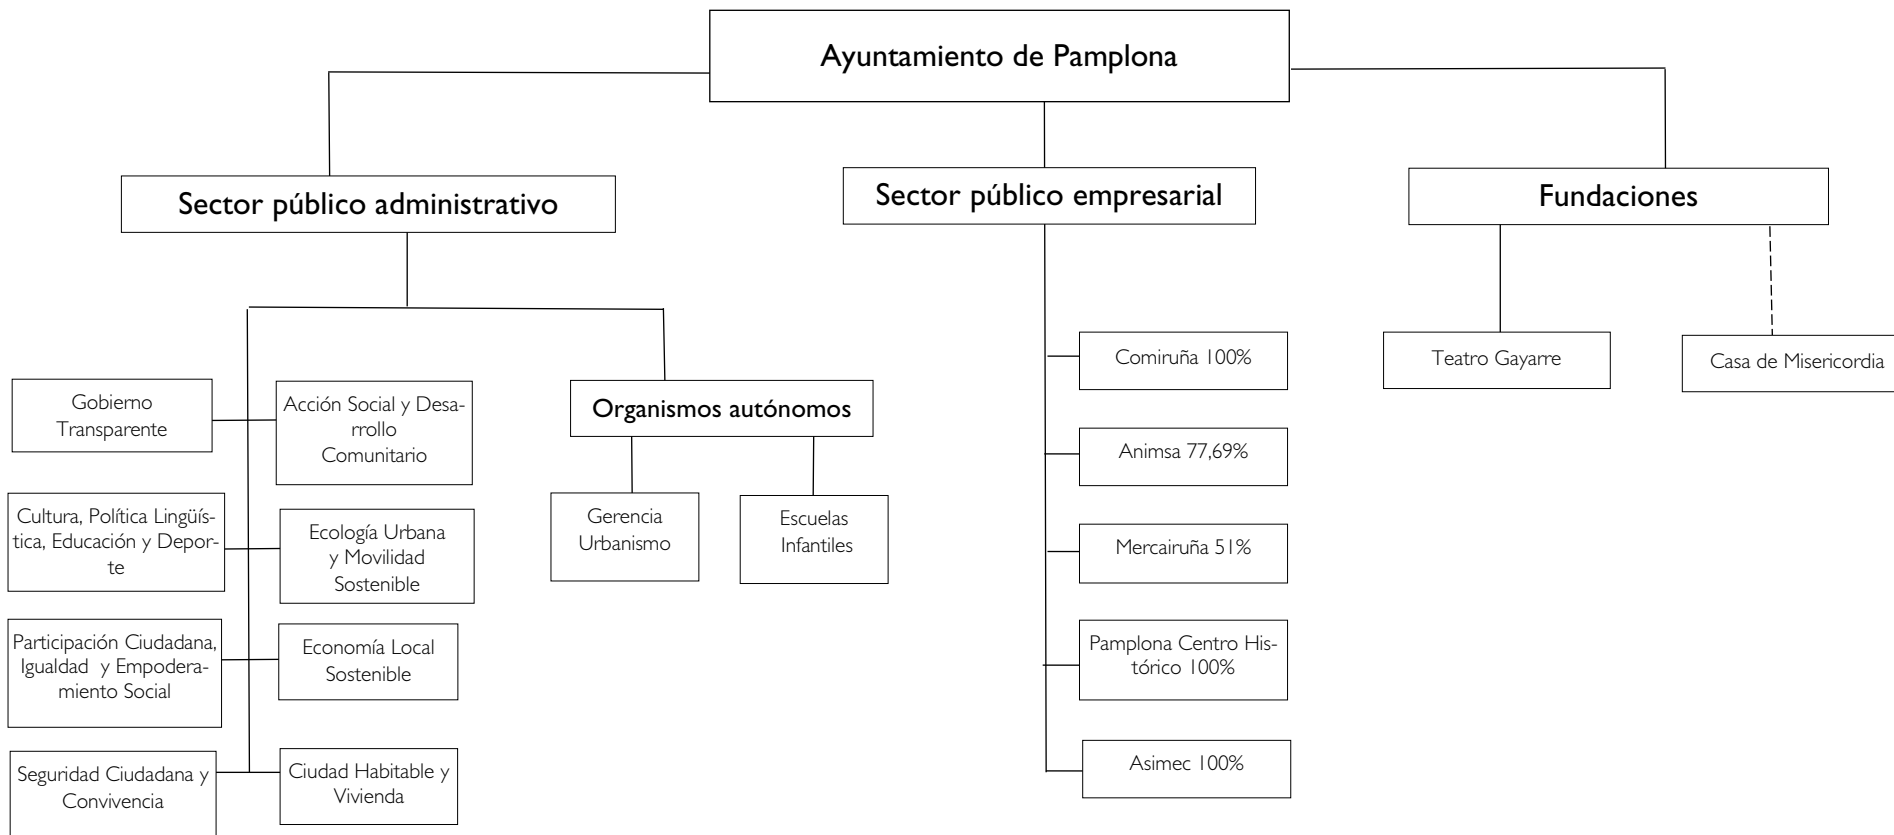 Ayuntamiento de Pamplona
Sector público administrativo
Sector público empresarial
Fundaciones
Gobierno
Transparente
Acción Social y Desa-
rrollo
Comunitario
Cultura, Política Lingüís-
tica, Educación y Depor-
te
Ecología Urbana
y Movilidad
Sostenible
Participación Ciudadana,
Igualdad y Empodera-
miento Social
Economía Local
Sostenible
Seguridad Ciudadana y
Convivencia
Ciudad Habitable y
Vivienda
Organismos autónomos
Gerencia
Urbanismo
Escuelas
Infantiles
Comiruña 100%
Animsa 77,69%
Mercairuña 51%
Pamplona Centro His-
tórico 100%
Asimec 100%
Teatro Gayarre
Casa de Misericordia